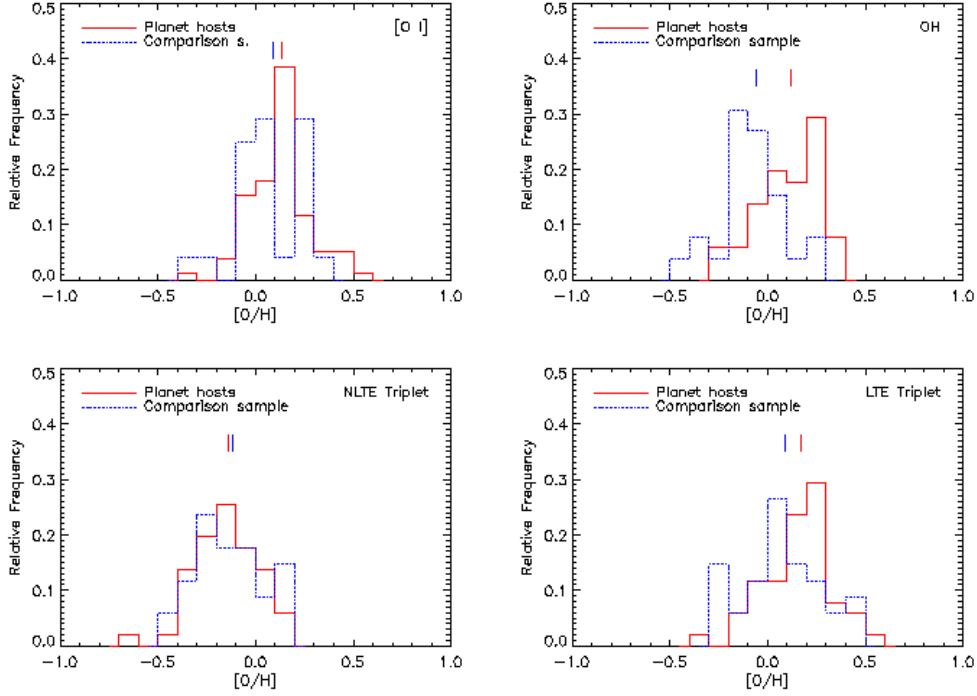 0.5
0.4
0.3
0.2
0.1
0.0
Relative Frequency
Planet hosts
Comparison s.
[O I]
-1.0 -0.5 0.0 0.5 1.0
[O/H]
0.5
0.4
0.3
0.2
0.1
0.0
Relative Frequency
Planet hosts
Comparison sample
OH
-1.0 -0.5 0.0 0.5 1.0
[O/H]
0.5
0.4
0.3
0.2
0.1
0.0
Relative Frequency
Planet hosts
Comparison sample
NLTE Triplet
-1.0 -0.5 0.0 0.5 1.0
[O/H]
0.5
0.4
0.3
0.2
0.1
0.0
Relative Frequency
Planet hosts
Comparison sample
LTE Triplet
-1.0 -0.5 0.0 0.5 1.0
[O/H]